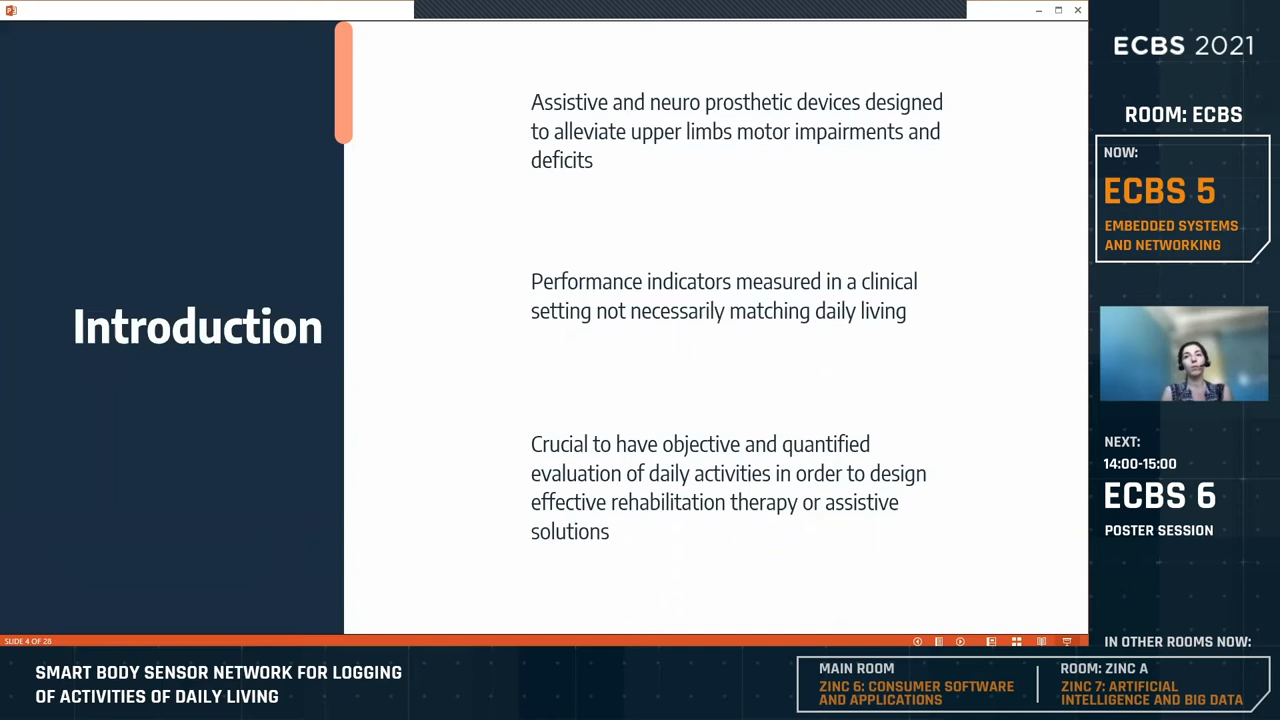 Introduction
Assistive and neuro prosthetic devices designed
to alleviate upper limbs motor impairments and
deficits
Performance indicators measured in a clinical
setting not necessarily matching daily living
Crucial to have objective and quantified
evaluation of daily activities in order to design
effective rehabilitation therapy or assistive
solutions
SLIDE 4 OF 28
ECBS 2021
ROOM: ECBS
NOW:
ECBS 5
EMBEDDED SYSTEMS
AND NETWORKING
NEXT:
14:00-15:00
ECBS 6
POSTER SESSION
IN OTHER ROOMS NOW:
SMART BODY SENSOR NETWORK FOR LOGGING
OF ACTIVITIES OF DAILY LIVING
MAIN ROOM
ZINC 6: CONSUMER SOFTWARE
AND APPLICATIONS
ROOM: ZINC A
ZINC 7: ARTIFICIAL
INTELLIGENCE AND BIG DATA